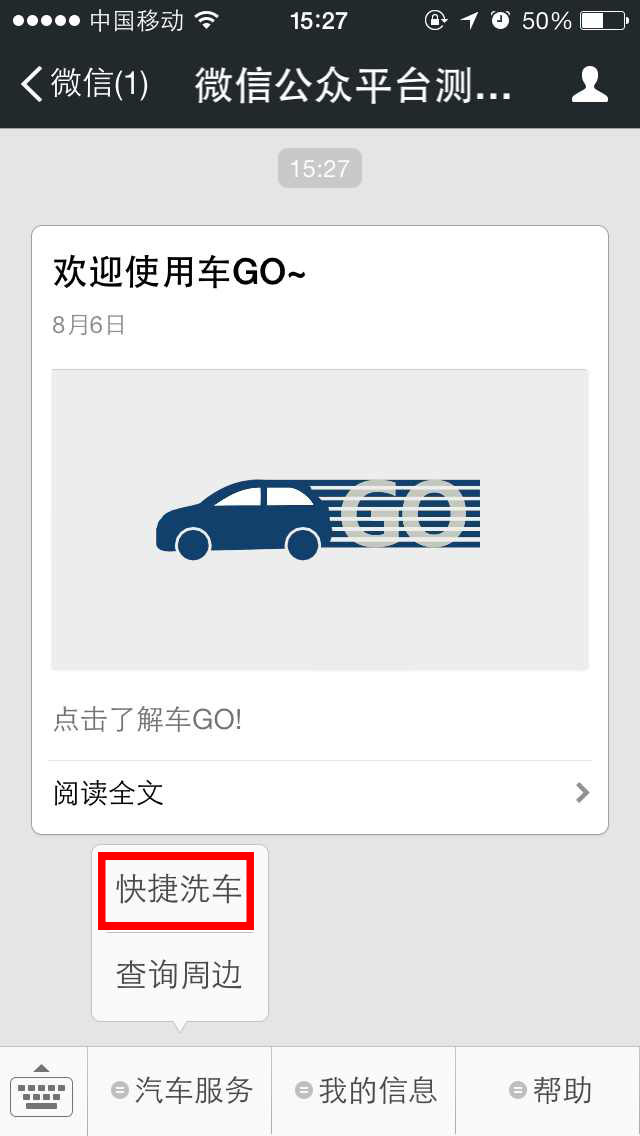 中国移动 15:27 50%
微信(1) 微信公众平台测...
15:27
欢迎使用车GO~
8月6日
GO
点击了解车GO!
阅读全文
快捷洗车
查询周边
汽车服务 我的信息 帮助